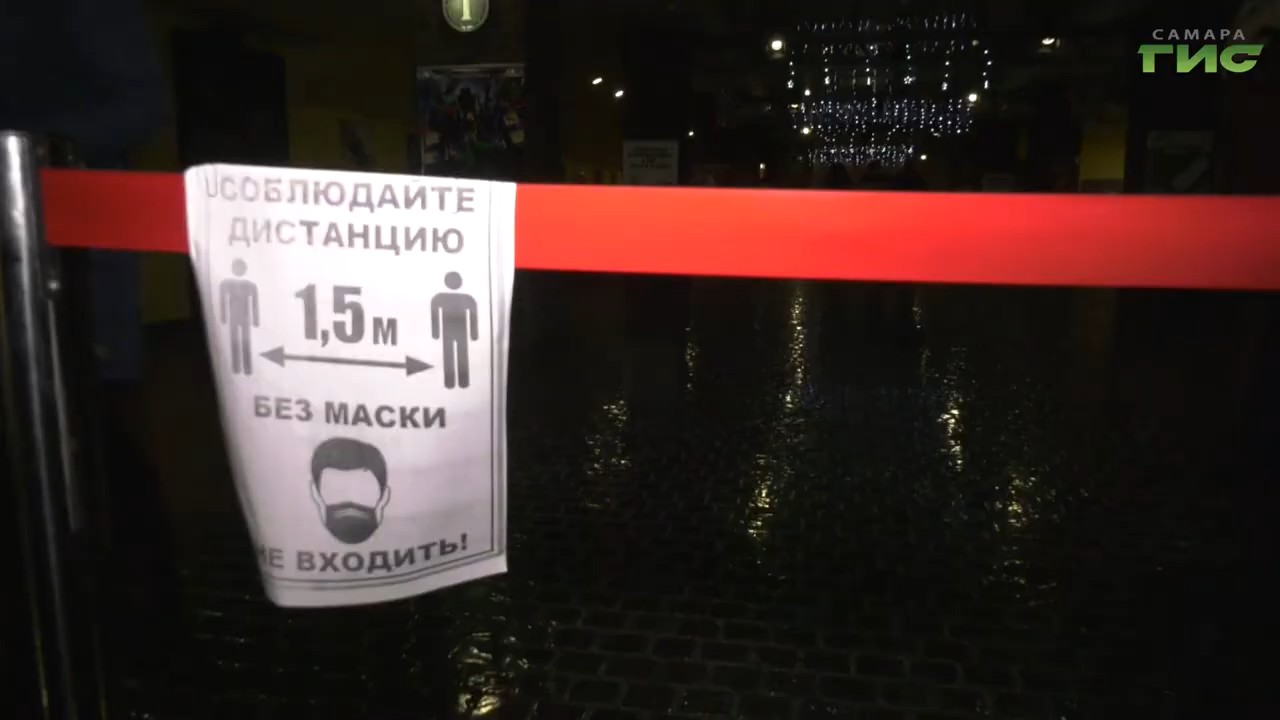 САМАРА
ГИС
СОБЛЮДАЙТЕ
ДИСТАНЦИЮ
1,5 м
БЕЗ МАСКИ
НЕ ВХОДИТЬ!